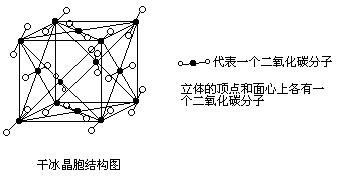 代表一个二氧化碳分子
立体的顶点和面心上各有一
个二氧化碳分子
干冰晶胞结构图